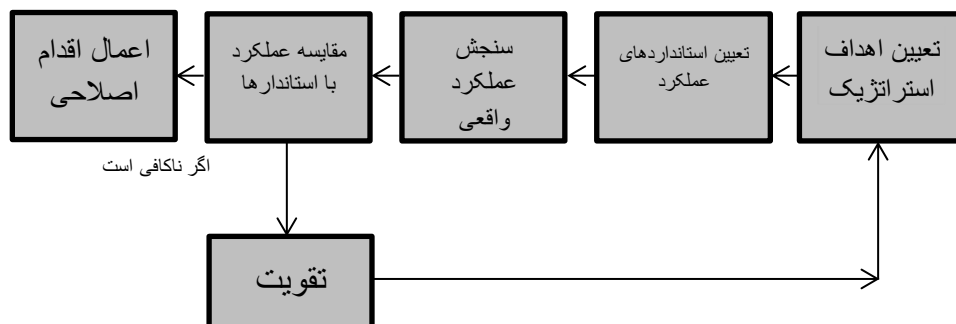 تعیین اهداف
استراتژیک
تعیین استانداردهای
عملکرد
سنجش
عملکرد
واقعی
مقایسه عملکرد
با استاندارها
اعمال اقدام
اصلاحی
اگر ناکافی است
تقویت